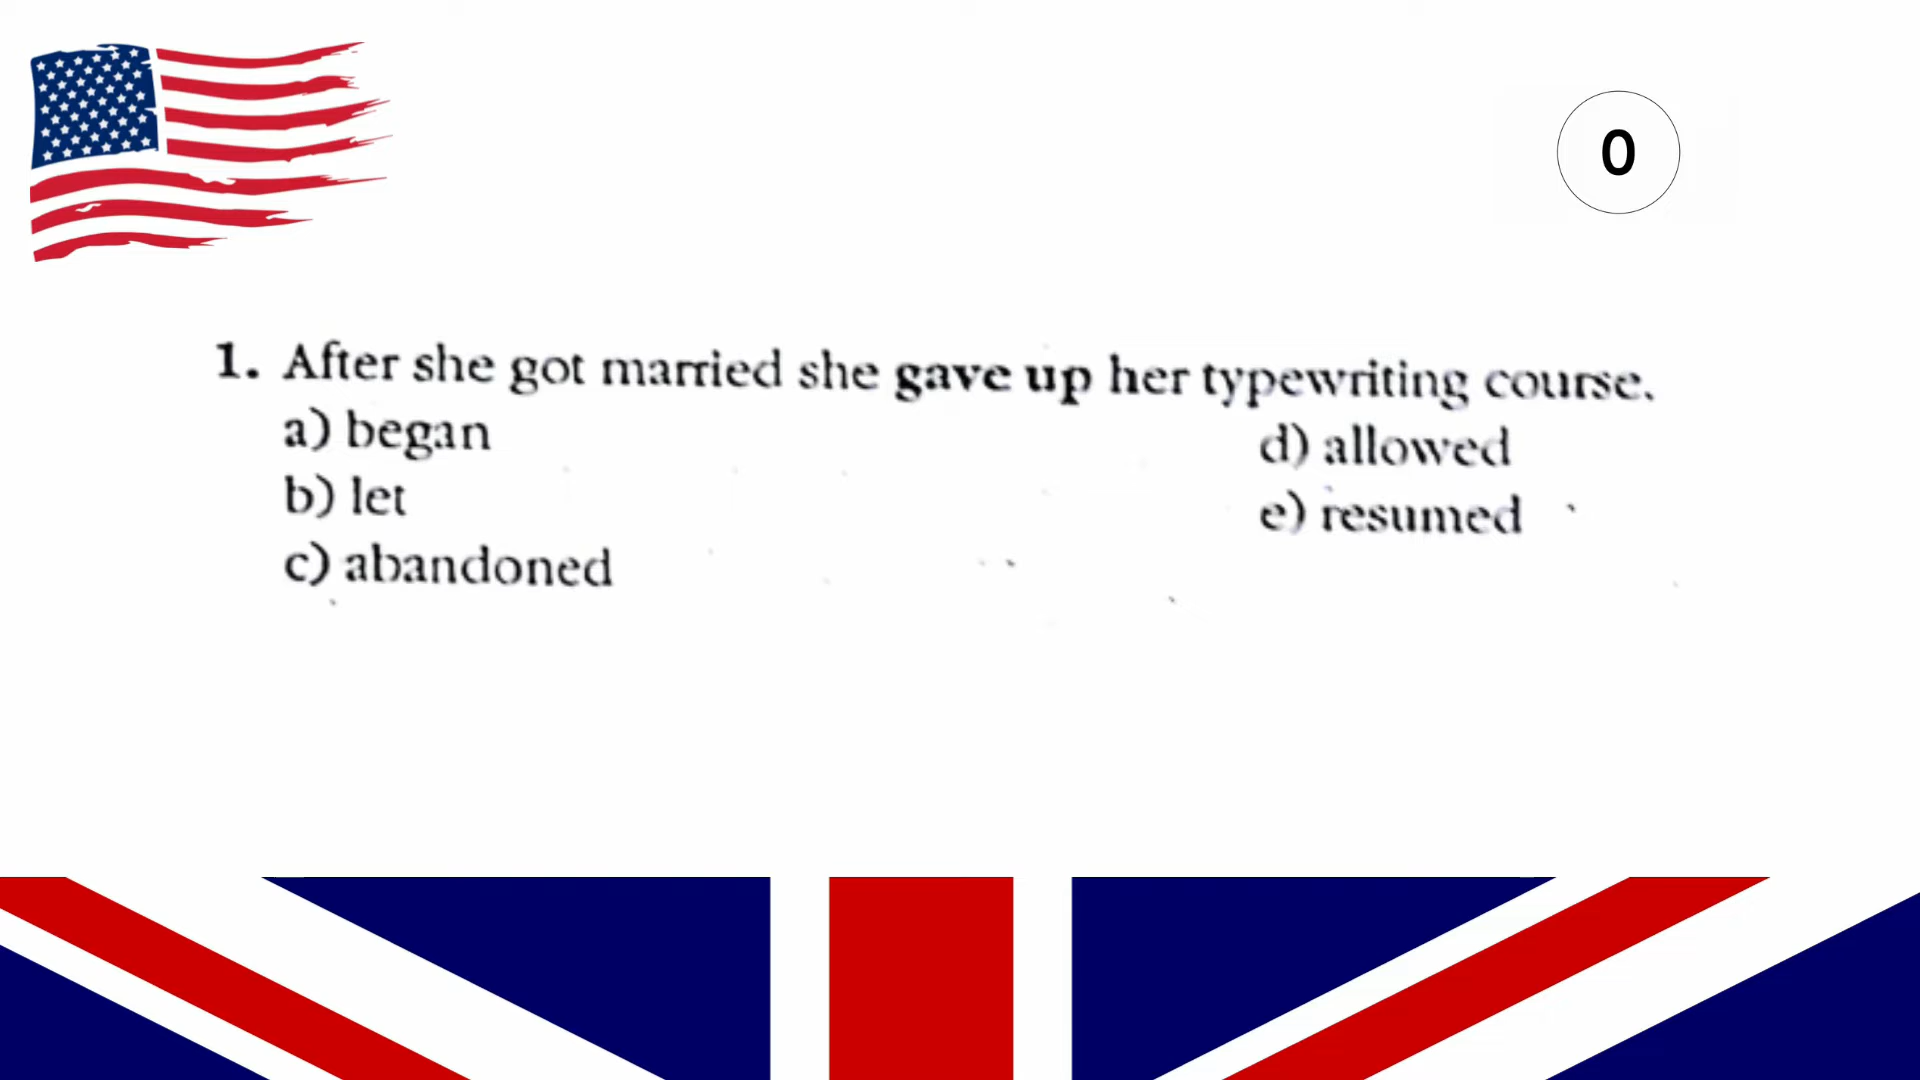 0
1. After she got married she gave up her typewriting course.
a) began
b) let
c) abandoned
d) allowed
e) resumed